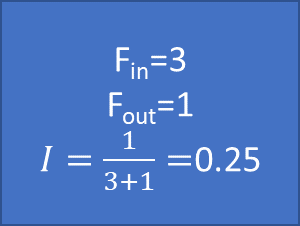 Fin=3
Fout=1
I = 1/(3+1) =0.25